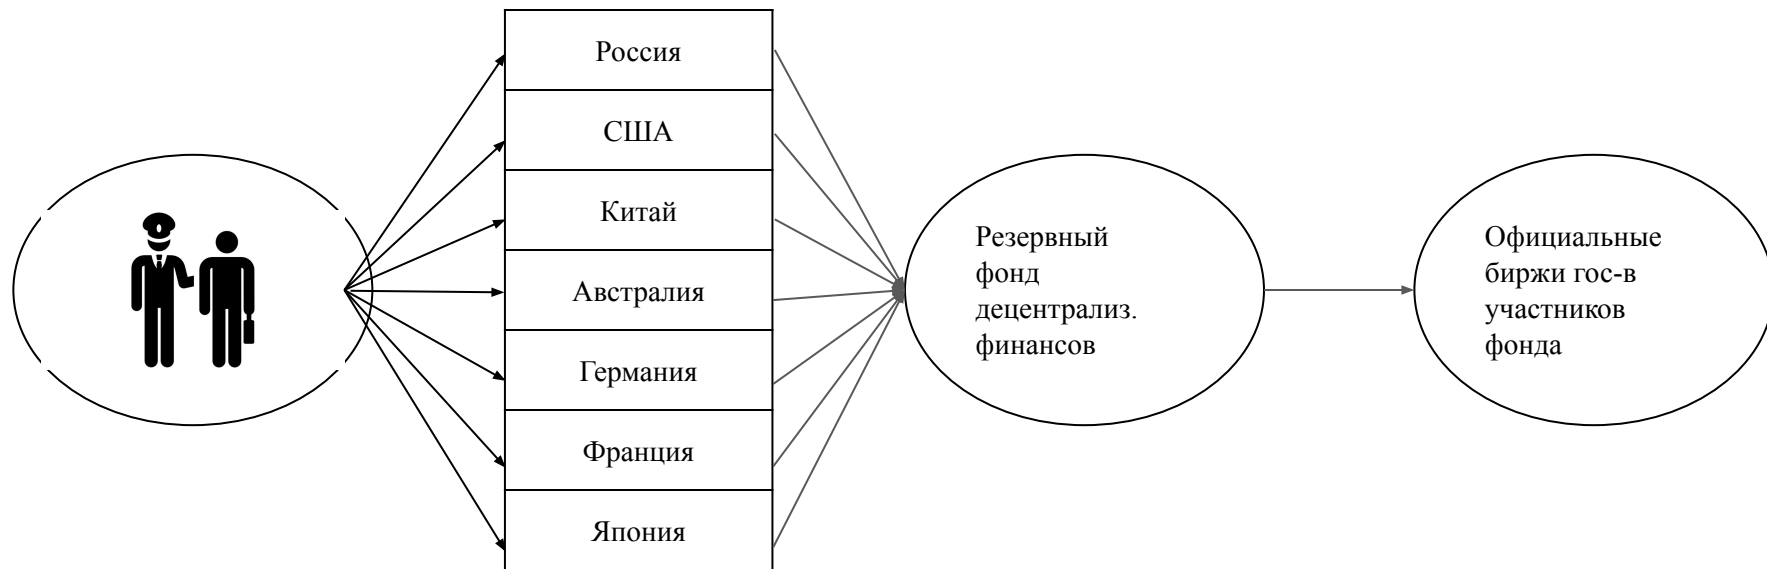 Россия
США
Китай
Австралия
Германия
Франция
Япония
Резервный
фонд
децентрализ.
финансов
Официальные
биржи гос-в
участников
фонда